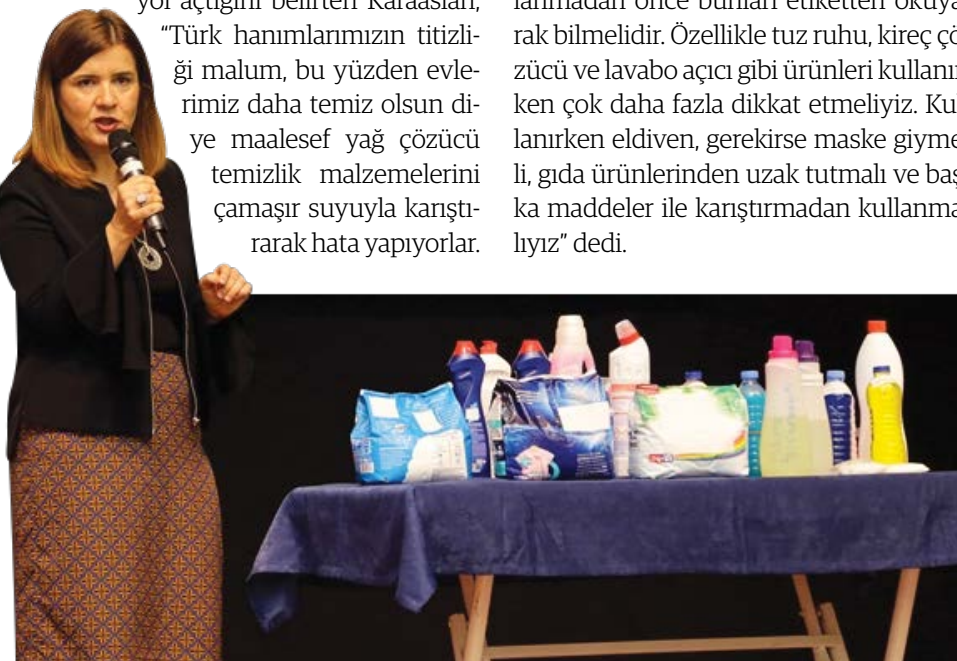 yol açtığını belirten Karaaslan,
“Türk hanımlarımızın titizli-
ği malum, bu yüzden evle-
rimiz daha temiz olsun di-
ye maalesef yağ çözücü
temizlik malzemelerini
çamaşır suyuyla karıştı-
rarak hata yapıyorlar.
lanmadan önce bunları etiketten okuya-
rak bilmelidir. Özellikle tuz ruhu, kireç çö-
zücü ve lavabo açıcı gibi ürünleri kullanır-
ken çok daha fazla dikkat etmeliyiz. Kul-
lanırken eldiven, gerekirse maske giyme-
li, gıda ürünlerinden uzak tutmalı ve baş-
ka maddeler ile karıştırmadan kullanma-
lıyız” dedi.